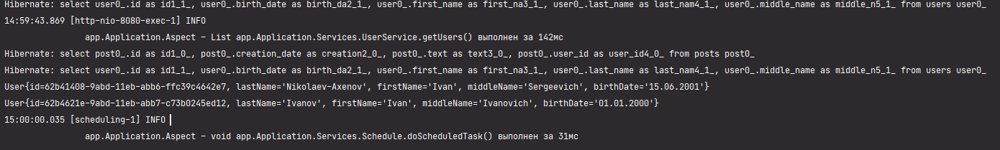 Hibernate: select user0_.id as id1_1_, user0_.birth_date as birth_da2_1_, user0_.first_name as first_na3_1_, user0_.last_name as last_nam4_1_, user0_.middle_name as middle_n5_1_ from users user0_
14:59:43.869 [http-nio-8080-exec-1] INFO
app.Application.Aspect - List app.Application.Services.UserService.getUsers() выполнен за 142мс
Hibernate: select post0_.id as id1_0_, post0_.creation_date as creation2_0_, post0_.text as text3_0_, post0_.user_id as user_id4_0_ from posts post0_
Hibernate: select user0_.id as id1_1_, user0_.birth_date as birth_da2_1_, user0_.first_name as first_na3_1_, user0_.last_name as last_nam4_1_, user0_.middle_name as middle_n5_1_ from users user0_
User{id=62b41408-9abd-11eb-abb6-ffc39c4642e7, lastName='Nikolaev-Axenov', firstName='Ivan', middleName='Sergeevich', birthDate='15.06.2001'}
User{id=62b4621e-9abd-11eb-abb7-c73b0245ed12, lastName='Ivanov', firstName='Ivan', middleName='Ivanovich', birthDate='01.01.2000'}
15:00:00.035 [scheduling-1] INFO
app.Application.Aspect - void app.Application.Services.Schedule.doScheduledTask() выполнен за 31мс